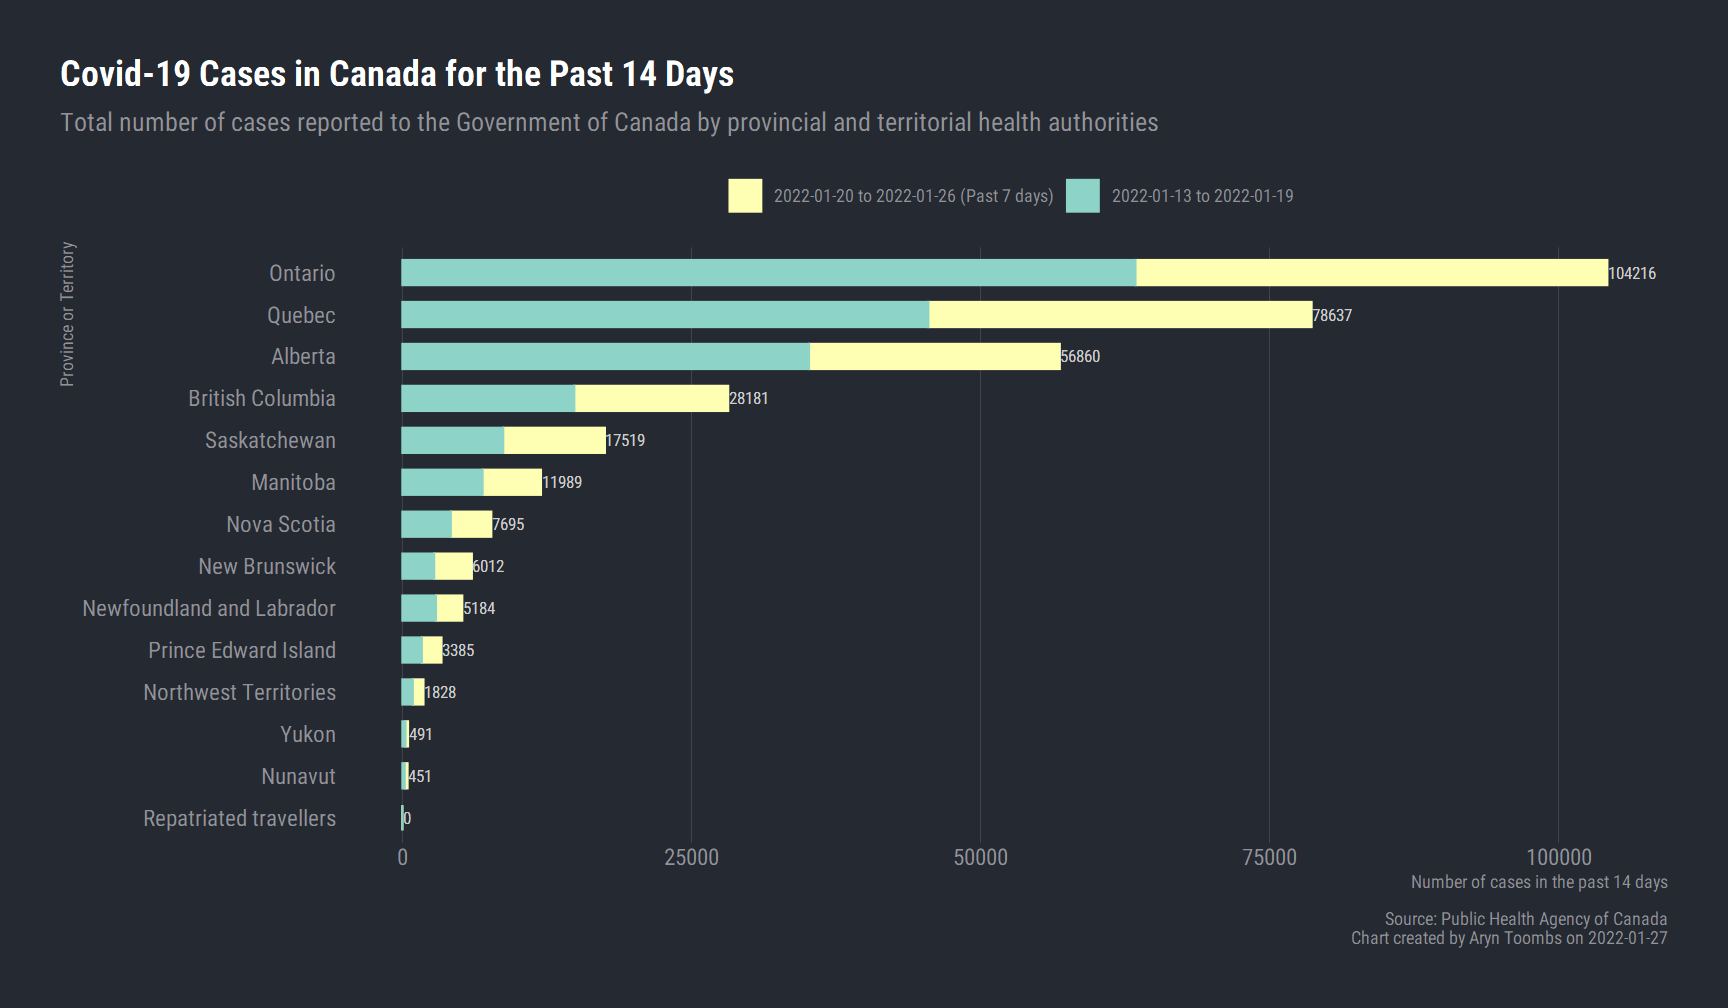 Covid-19 Cases in Canada for the Past 14 Days
Total number of cases reported to the Government of Canada by provincial and territorial health authorities
2022-01-20 to 2022-01-26 (Past 7 days)
2022-01-13 to 2022-01-19
Province or Territory
Ontario 104216
Quebec 78637
Alberta 56860
British Columbia 28181
Saskatchewan 17519
Manitoba 11989
Nova Scotia 7695
New Brunswick 6012
Newfoundland and Labrador 5184
Prince Edward Island 3385
Northwest Territories 1828
Yukon 491
Nunavut 451
Repatriated travellers 0
0 25000 50000 75000 100000
Number of cases in the past 14 days
Source: Public Health Agency of Canada
Chart created by Aryn Toombs on 2022-01-27